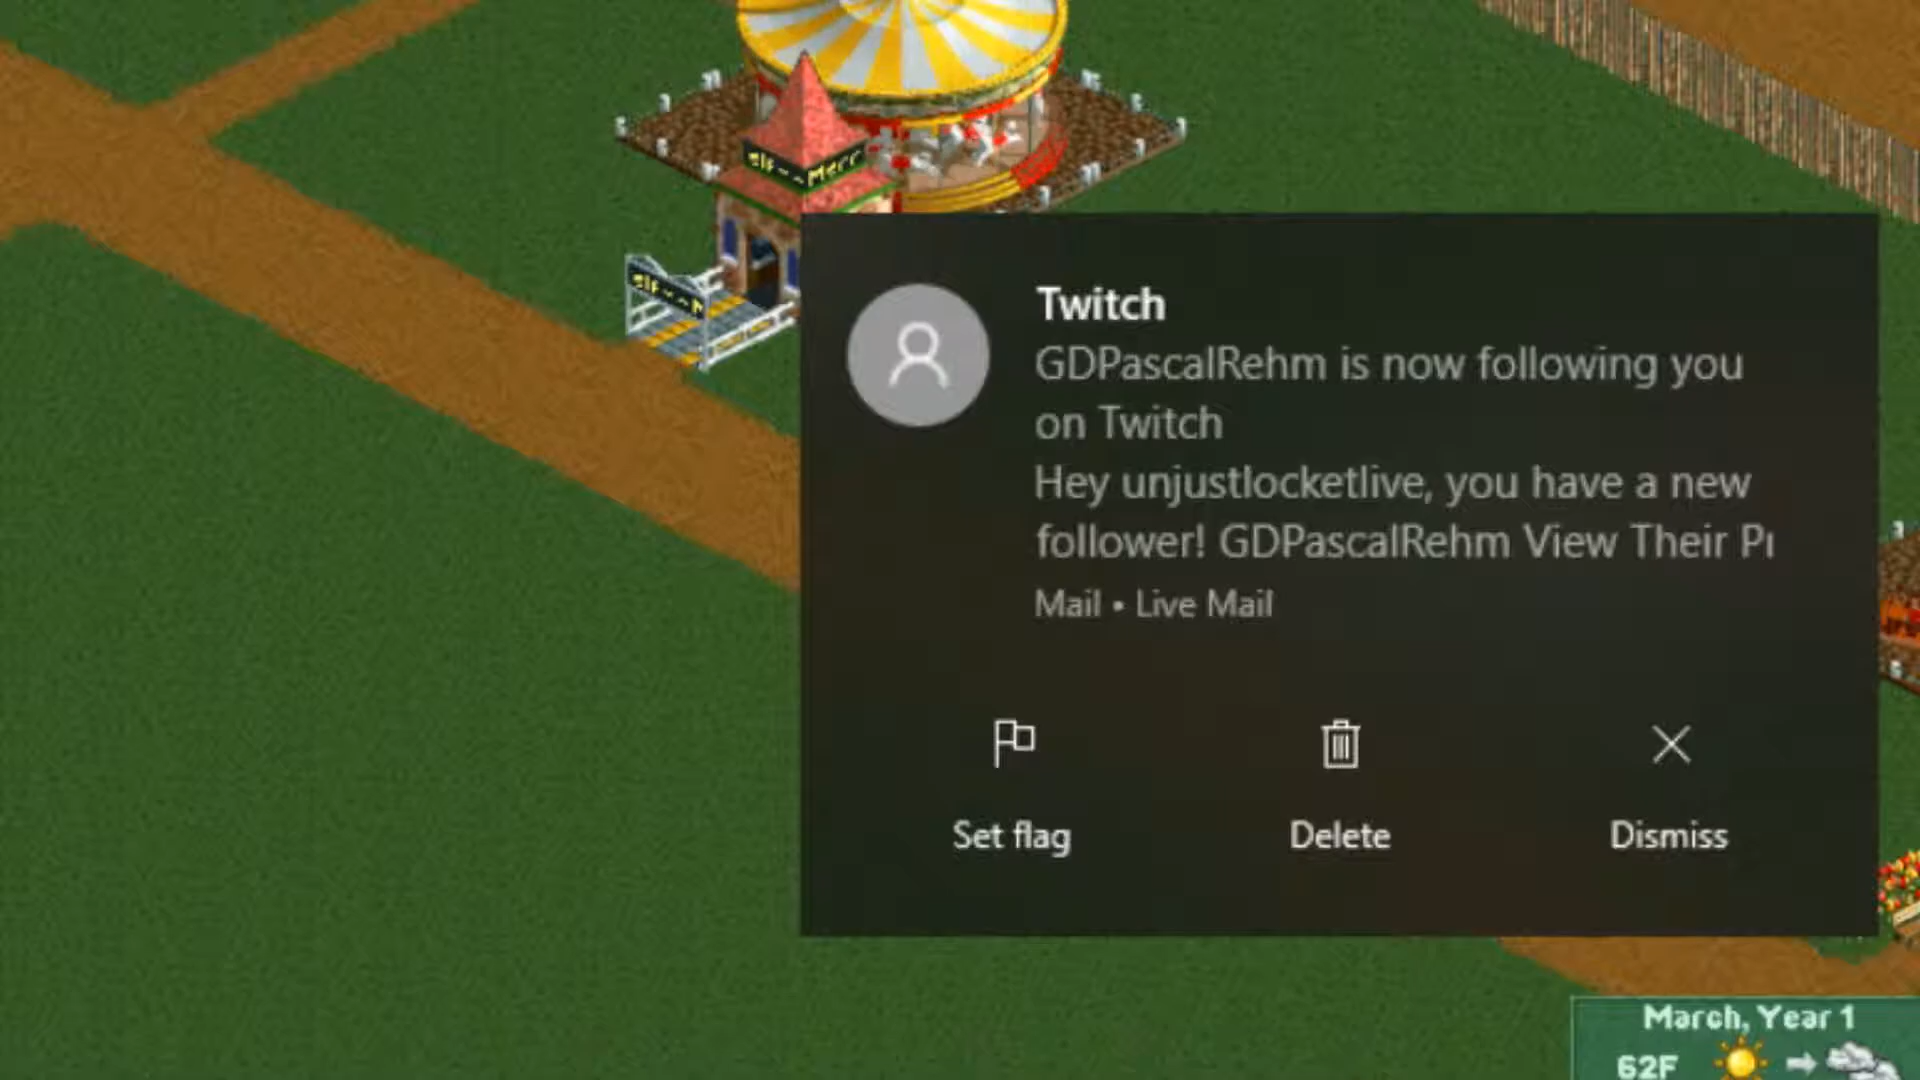 Twitch
GDPascalRehm is now following you
on Twitch
Hey unjustlocketlive, you have a new
follower! GDPascalRehm View Their
Mail • Live Mail
Set flag
Delete
Dismiss
March, Year 1
62F